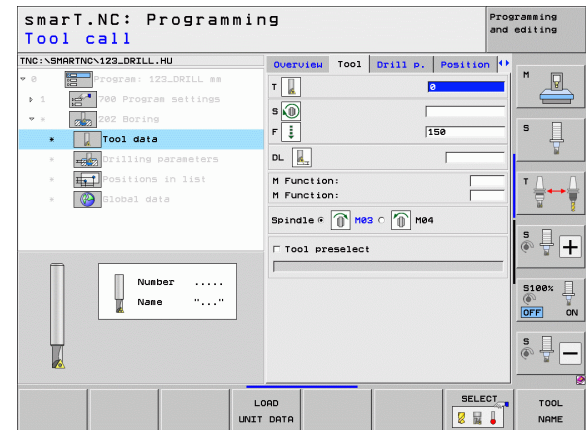 smarT.NC: Programming
Tool call
Programming
and editing
TNC:\SMARTNC\123_DRILL.HU
0 Program: 123_DRILL mm
1 700 Program settings
* 202 Boring
* Tool data
* Drilling parameters
* Positions in list
* Global data
Number .....
Name "..."
Overview Tool Drill p. Position
T 0
S
F 150
DL
M Function:
M Function:
Spindle M03 M04
Tool preselect
M
S
T
S
S100%
OFF ON
S
LOAD
UNIT DATA
SELECT
TOOL
NAME